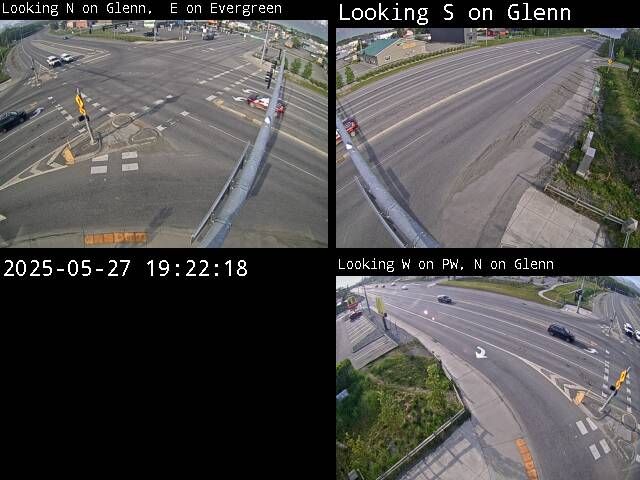 Looking N on Glenn, E on Evergreen
Looking S on Glenn
2025-05-27 19:22:18
Looking W on PW, N on Glenn